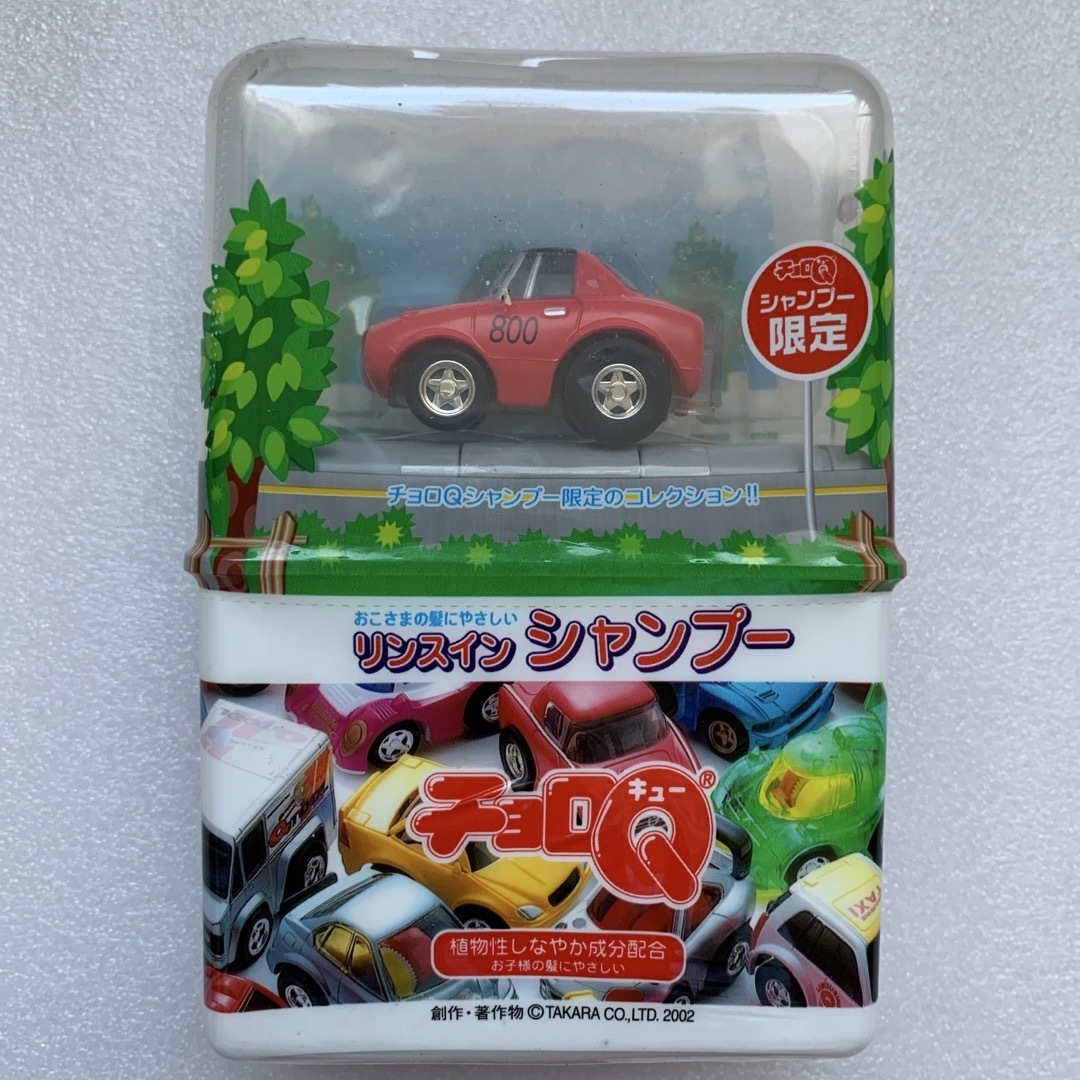 800
チョロQ
シャンプー
限定
チョロQシャンプー限定のコレクション!!
おこさまの髪にやさしい
リンスイン シャンプー
チョロQ®
キュー
TAXI
植物性しなやか成分配合
お子様の髪にやさしい
創作・著作物 ©TAKARA CO.,LTD. 2002